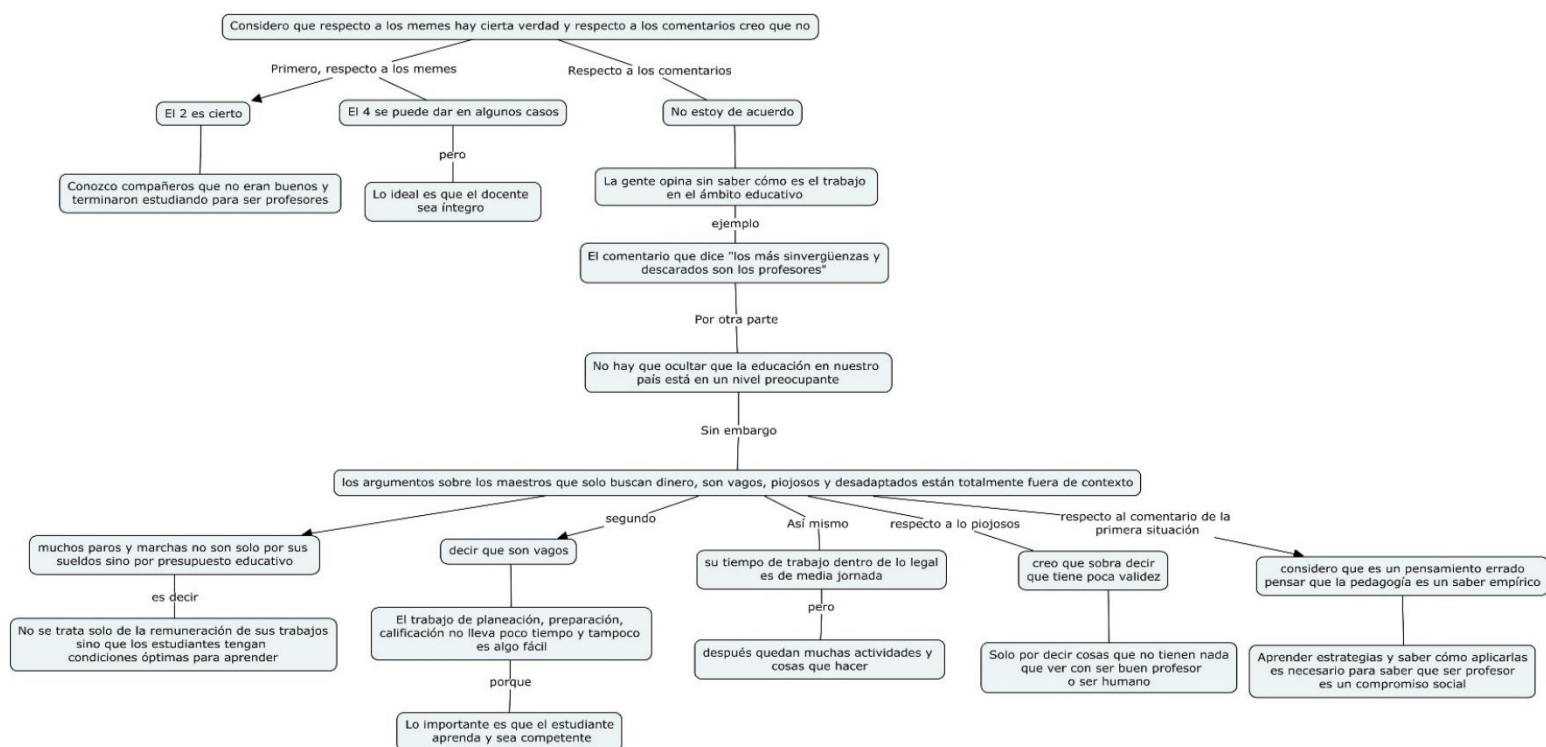 Considero que respecto a los memes hay cierta verdad y respecto a los comentarios creo que no
Primero, respecto a los memes
Respecto a los comentarios
El 2 es cierto
El 4 se puede dar en algunos casos
No estoy de acuerdo
pero
Conozco compañeros que no eran buenos y
terminaron estudiando para ser profesores
Lo ideal es que el docente
sea íntegro
La gente opina sin saber cómo es el trabajo
en el ámbito educativo
ejemplo
El comentario que dice "los más sinvergüenzas y
descarados son los profesores"
Por otra parte
No hay que ocultar que la educación en nuestro
país está en un nivel preocupante
Sin embargo
los argumentos sobre los maestros que solo buscan dinero, son vagos, piojosos y desadaptados están totalmente fuera de contexto
segundo
Así mismo
respecto a lo piojosos
respecto al comentario de la
primera situación
muchos paros y marchas no son solo por sus
sueldos sino por presupuesto educativo
decir que son vagos
su tiempo de trabajo dentro de lo legal
es de media jornada
creo que sobra decir
que tiene poca validez
considero que es un pensamiento errado
pensar que la pedagogía es un saber empírico
es decir
pero
No se trata solo de la remuneración de sus trabajos
sino que los estudiantes tengan
condiciones óptimas para aprender
El trabajo de planeación, preparación,
calificación no lleva poco tiempo y tampoco
es algo fácil
después quedan muchas actividades y
cosas que hacer
Solo por decir cosas que no tienen nada
que ver con ser buen profesor
o ser humano
Aprender estrategias y saber cómo aplicarlas
es necesario para saber que ser profesor
es un compromiso social
porque
Lo importante es que el estudiante
aprenda y sea competente